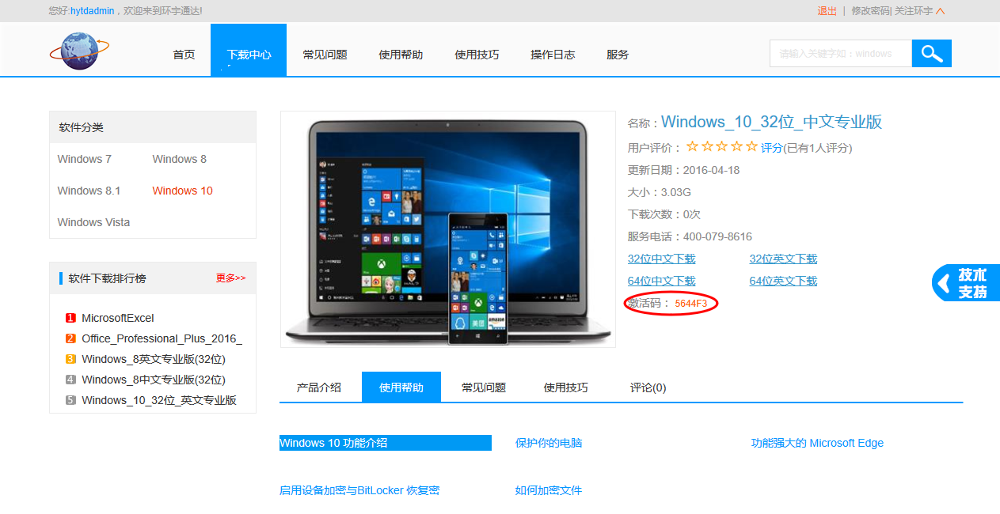 您好:hytdadmin，欢迎来到环宇通达!
退出 | 修改密码| 关注环宇
首页 下载中心 常见问题 使用帮助 使用技巧 操作日志 服务
请输入关键字如：windows
软件分类
Windows 7 Windows 8
Windows 8.1 Windows 10
Windows Vista
软件下载排行榜 更多>>
1 MicrosoftExcel
2 Office_Professional_Plus_2016_
3 Windows_8英文专业版(32位)
4 Windows_8中文专业版(32位)
5 Windows_10_32位_英文专业版
名称：Windows_10_32位_中文专业版
用户评价： ☆☆☆☆☆ 评分(已有1人评分)
更新日期：2016-04-18
大小：3.03G
下载次数：0次
服务电话：400-079-8616
32位中文下载 32位英文下载
64位中文下载 64位英文下载
激活码： 5644F3
技术
支持
amazon
美团
产品介绍 使用帮助 常见问题 使用技巧 评论(0)
Windows 10 功能介绍 保护你的电脑 功能强大的 Microsoft Edge
启用设备加密与BitLocker 恢复密 如何加密文件